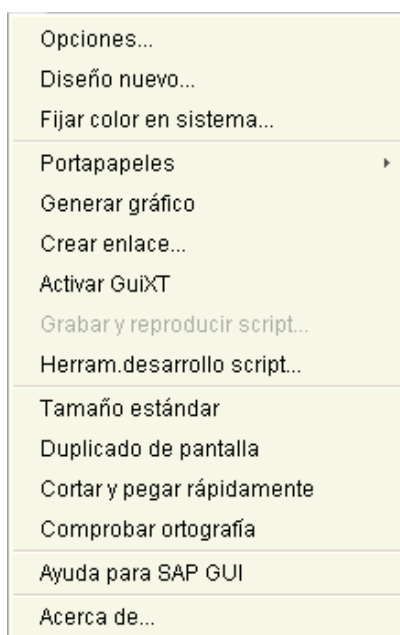 Opciones...
Diseño nuevo...
Fijar color en sistema...
Portapapeles
Generar gráfico
Crear enlace...
Activar GuiXT
Grabar y reproducir script...
Herram.desarrollo script...
Tamaño estándar
Duplicado de pantalla
Cortar y pegar rápidamente
Comprobar ortografía
Ayuda para SAP GUI
Acerca de...